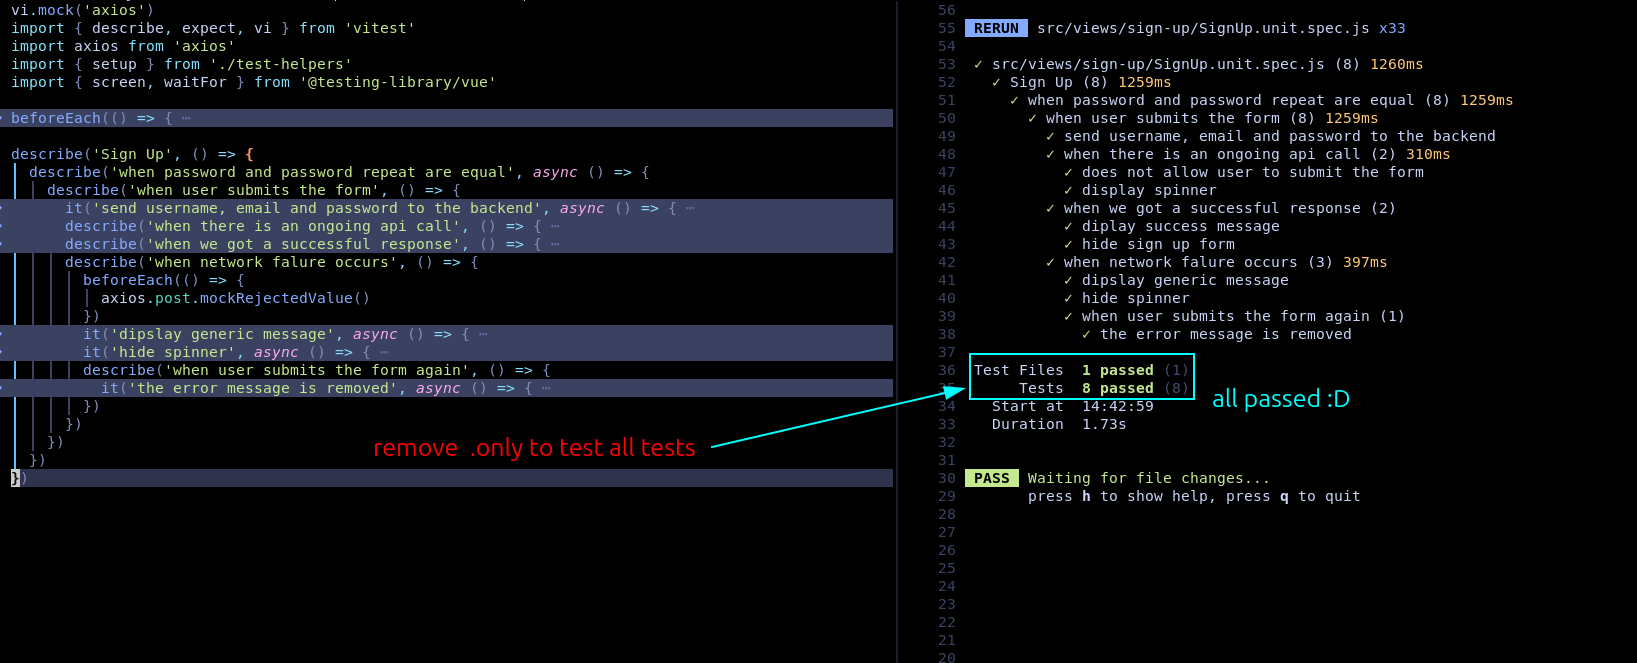 vi.mock('axios')
import { describe, expect, vi } from 'vitest'
import axios from 'axios'
import { setup } from './test-helpers'
import { screen, waitFor } from '@testing-library/vue'
beforeEach(() => { ⋯
describe('Sign Up', () => {
describe('when password and password repeat are equal', async () => {
describe('when user submits the form', () => {
it('send username, email and password to the backend', async () => { ⋯
describe('when there is an ongoing api call', () => { ⋯
describe('when we got a successful response', () => { ⋯
describe('when network falure occurs', () => {
beforeEach(() => {
axios.post.mockRejectedValue()
})
it('dipslay generic message', async () => { ⋯
it('hide spinner', async () => { ⋯
describe('when user submits the form again', () => {
it('the error message is removed', async () => { ⋯
})
})
})
})
})
remove .only to test all tests
56
55 RERUN src/views/sign-up/SignUp.unit.spec.js x33
54
53 ✓ src/views/sign-up/SignUp.unit.spec.js (8) 1260ms
52 ✓ Sign Up (8) 1259ms
51 ✓ when password and password repeat are equal (8) 1259ms
50 ✓ when user submits the form (8) 1259ms
49 ✓ send username, email and password to the backend
48 ✓ when there is an ongoing api call (2) 310ms
47 ✓ does not allow user to submit the form
46 ✓ display spinner
45 ✓ when we got a successful response (2)
44 ✓ diplay success message
43 ✓ hide sign up form
42 ✓ when network falure occurs (3) 397ms
41 ✓ dipslay generic message
40 ✓ hide spinner
39 ✓ when user submits the form again (1)
38 ✓ the error message is removed
37
36 Test Files 1 passed (1)
35 Tests 8 passed (8)
all passed :D
34 Start at 14:42:59
33 Duration 1.73s
32
31
30 PASS Waiting for file changes...
29 press h to show help, press q to quit
28
27
26
25
24
23
22
21
20